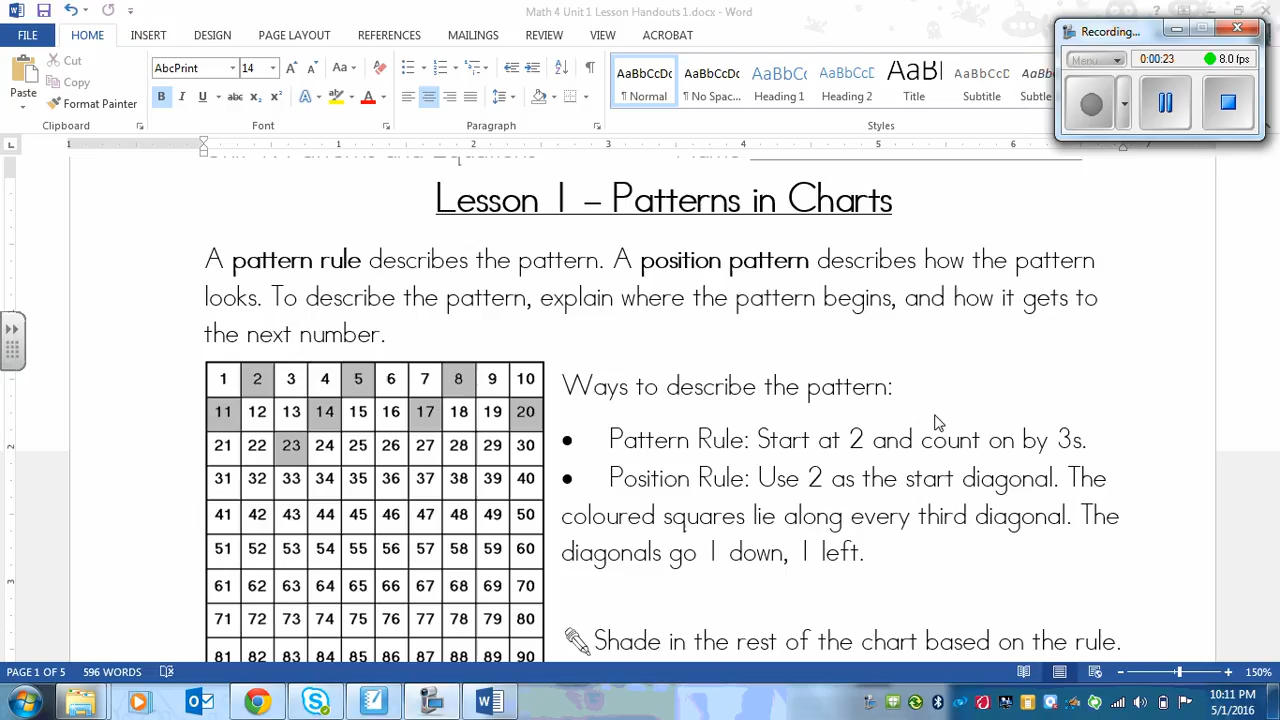 Math 4 Unit 1 Lesson Handouts 1.docx - Word
FILE HOME INSERT DESIGN PAGE LAYOUT REFERENCES MAILINGS REVIEW VIEW ACROBAT
Recording...
Menu 0:00:23 8.0 fps
Paste
Cut
Copy
Format Painter
AbcPrint 14
AaBbCcDc AaBbCcDc AaBbC AaBbCcC AaB AaBbCcD
¶ Normal ¶ No Spac... Heading 1 Heading 2 Title Subtitle
Clipboard Font Paragraph Styles
Lesson 1 – Patterns in Charts
A pattern rule describes the pattern. A position pattern describes how the pattern
looks. To describe the pattern, explain where the pattern begins, and how it gets to
the next number.
1 2 3 4 5 6 7 8 9 10
11 12 13 14 15 16 17 18 19 20
21 22 23 24 25 26 27 28 29 30
31 32 33 34 35 36 37 38 39 40
41 42 43 44 45 46 47 48 49 50
51 52 53 54 55 56 57 58 59 60
61 62 63 64 65 66 67 68 69 70
71 72 73 74 75 76 77 78 79 80
81 82 83 84 85 86 87 88 89 90
Ways to describe the pattern:
• Pattern Rule: Start at 2 and count on by 3s.
• Position Rule: Use 2 as the start diagonal. The
coloured squares lie along every third diagonal. The
diagonals go 1 down, 1 left.
Shade in the rest of the chart based on the rule.
PAGE 1 OF 5 596 WORDS 150%
10:11 PM
5/1/2016